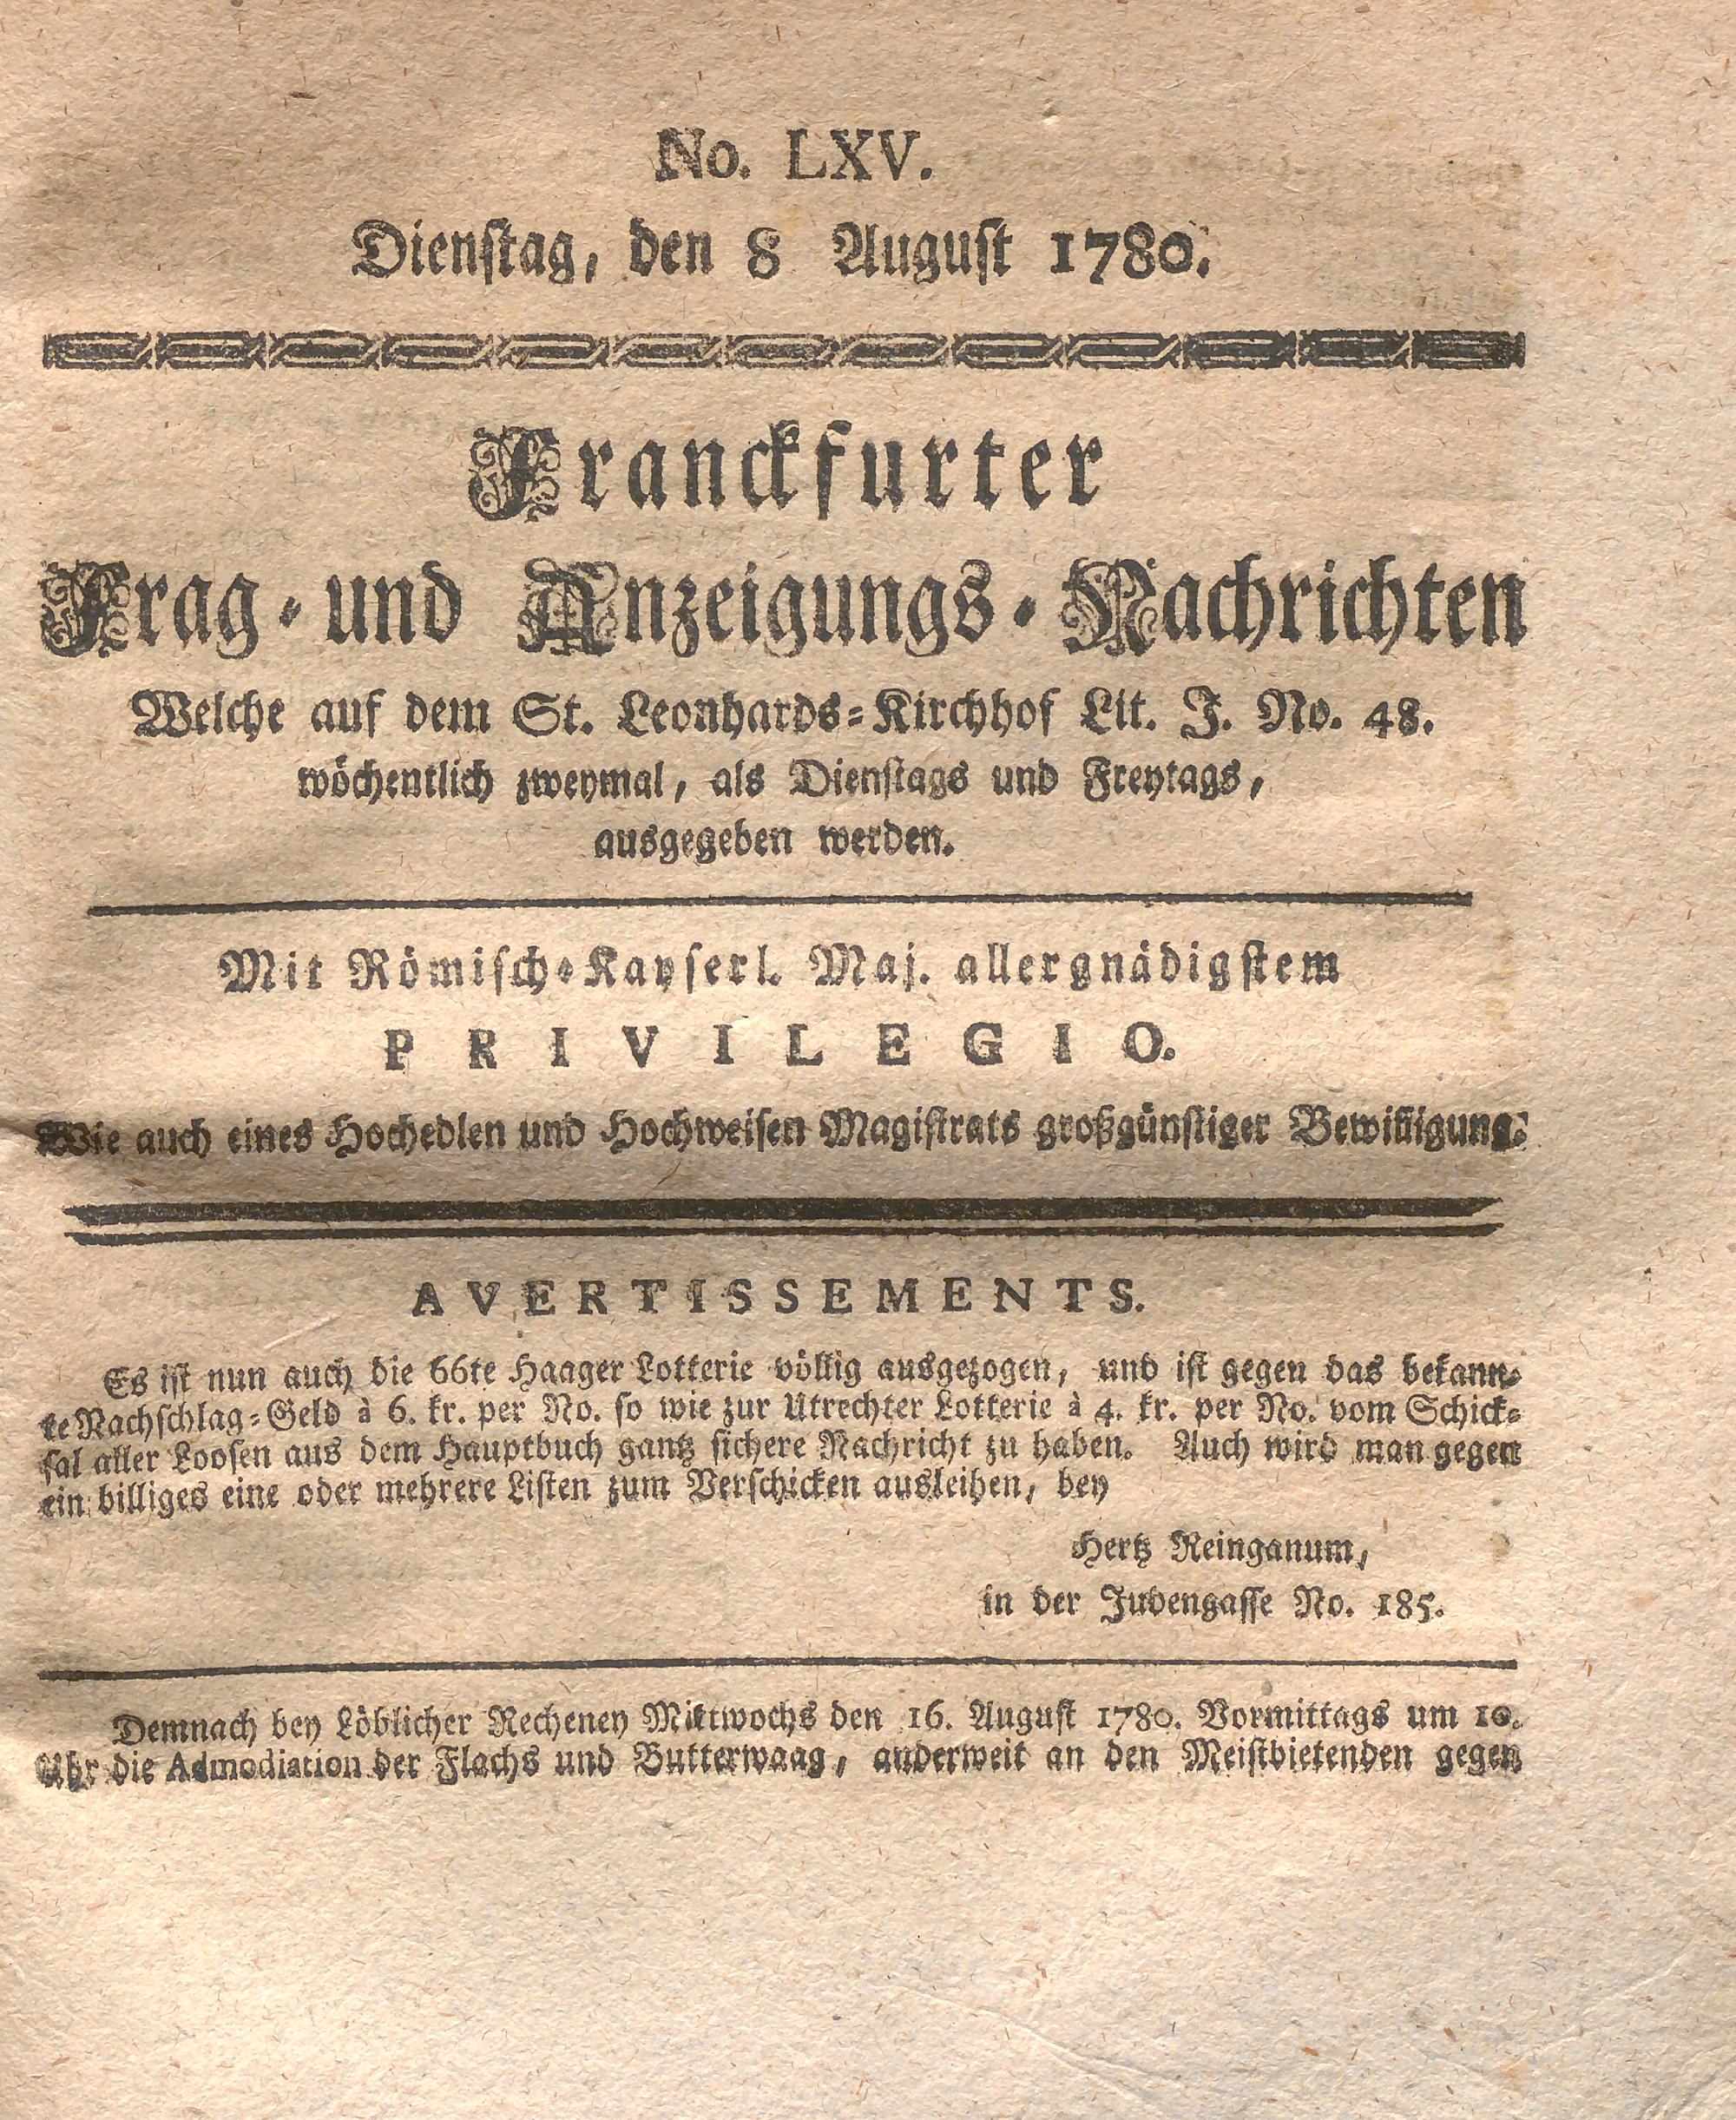 No. LXV.
Dienstag, den 8 August 1780.
Franckfurter
Frag- und Anzeigungs-Nachrichten
Welche auf dem St. Leonhards-Kirchhof Lit. J. No. 48.
wöchentlich zweymal, als Dienstags und Freytags,
ausgegeben werden.
Mit Römisch-Kayserl. Maj. allergnädigstem
PRIVILEGIO.
Wie auch eines Hochedlen und Hochweisen Magistrats großgünstiger Bewilligung.
AVERTISSEMENTS.
Es ist nun auch die 66te Haager Lotterie völlig ausgezogen, und ist gegen das bekann-
te Nachschlag-Geld à 6. kr. per No. so wie zur Utrechter Lotterie à 4. kr. per No. vom Schick-
sal aller Loosen aus dem Hauptbuch gantz sichere Nachricht zu haben. Auch wird man gegen
ein billiges eine oder mehrere Listen zum Verschicken ausleihen, bey
Hertz Reinganum,
in der Judengasse No. 185.
Demnach bey Löblicher Recheney Mittwochs den 16. August 1780. Vormittags um 10.
Uhr die Admodiation der Flachs und Butterwaag, anderweit an den Meistbietenden gegen